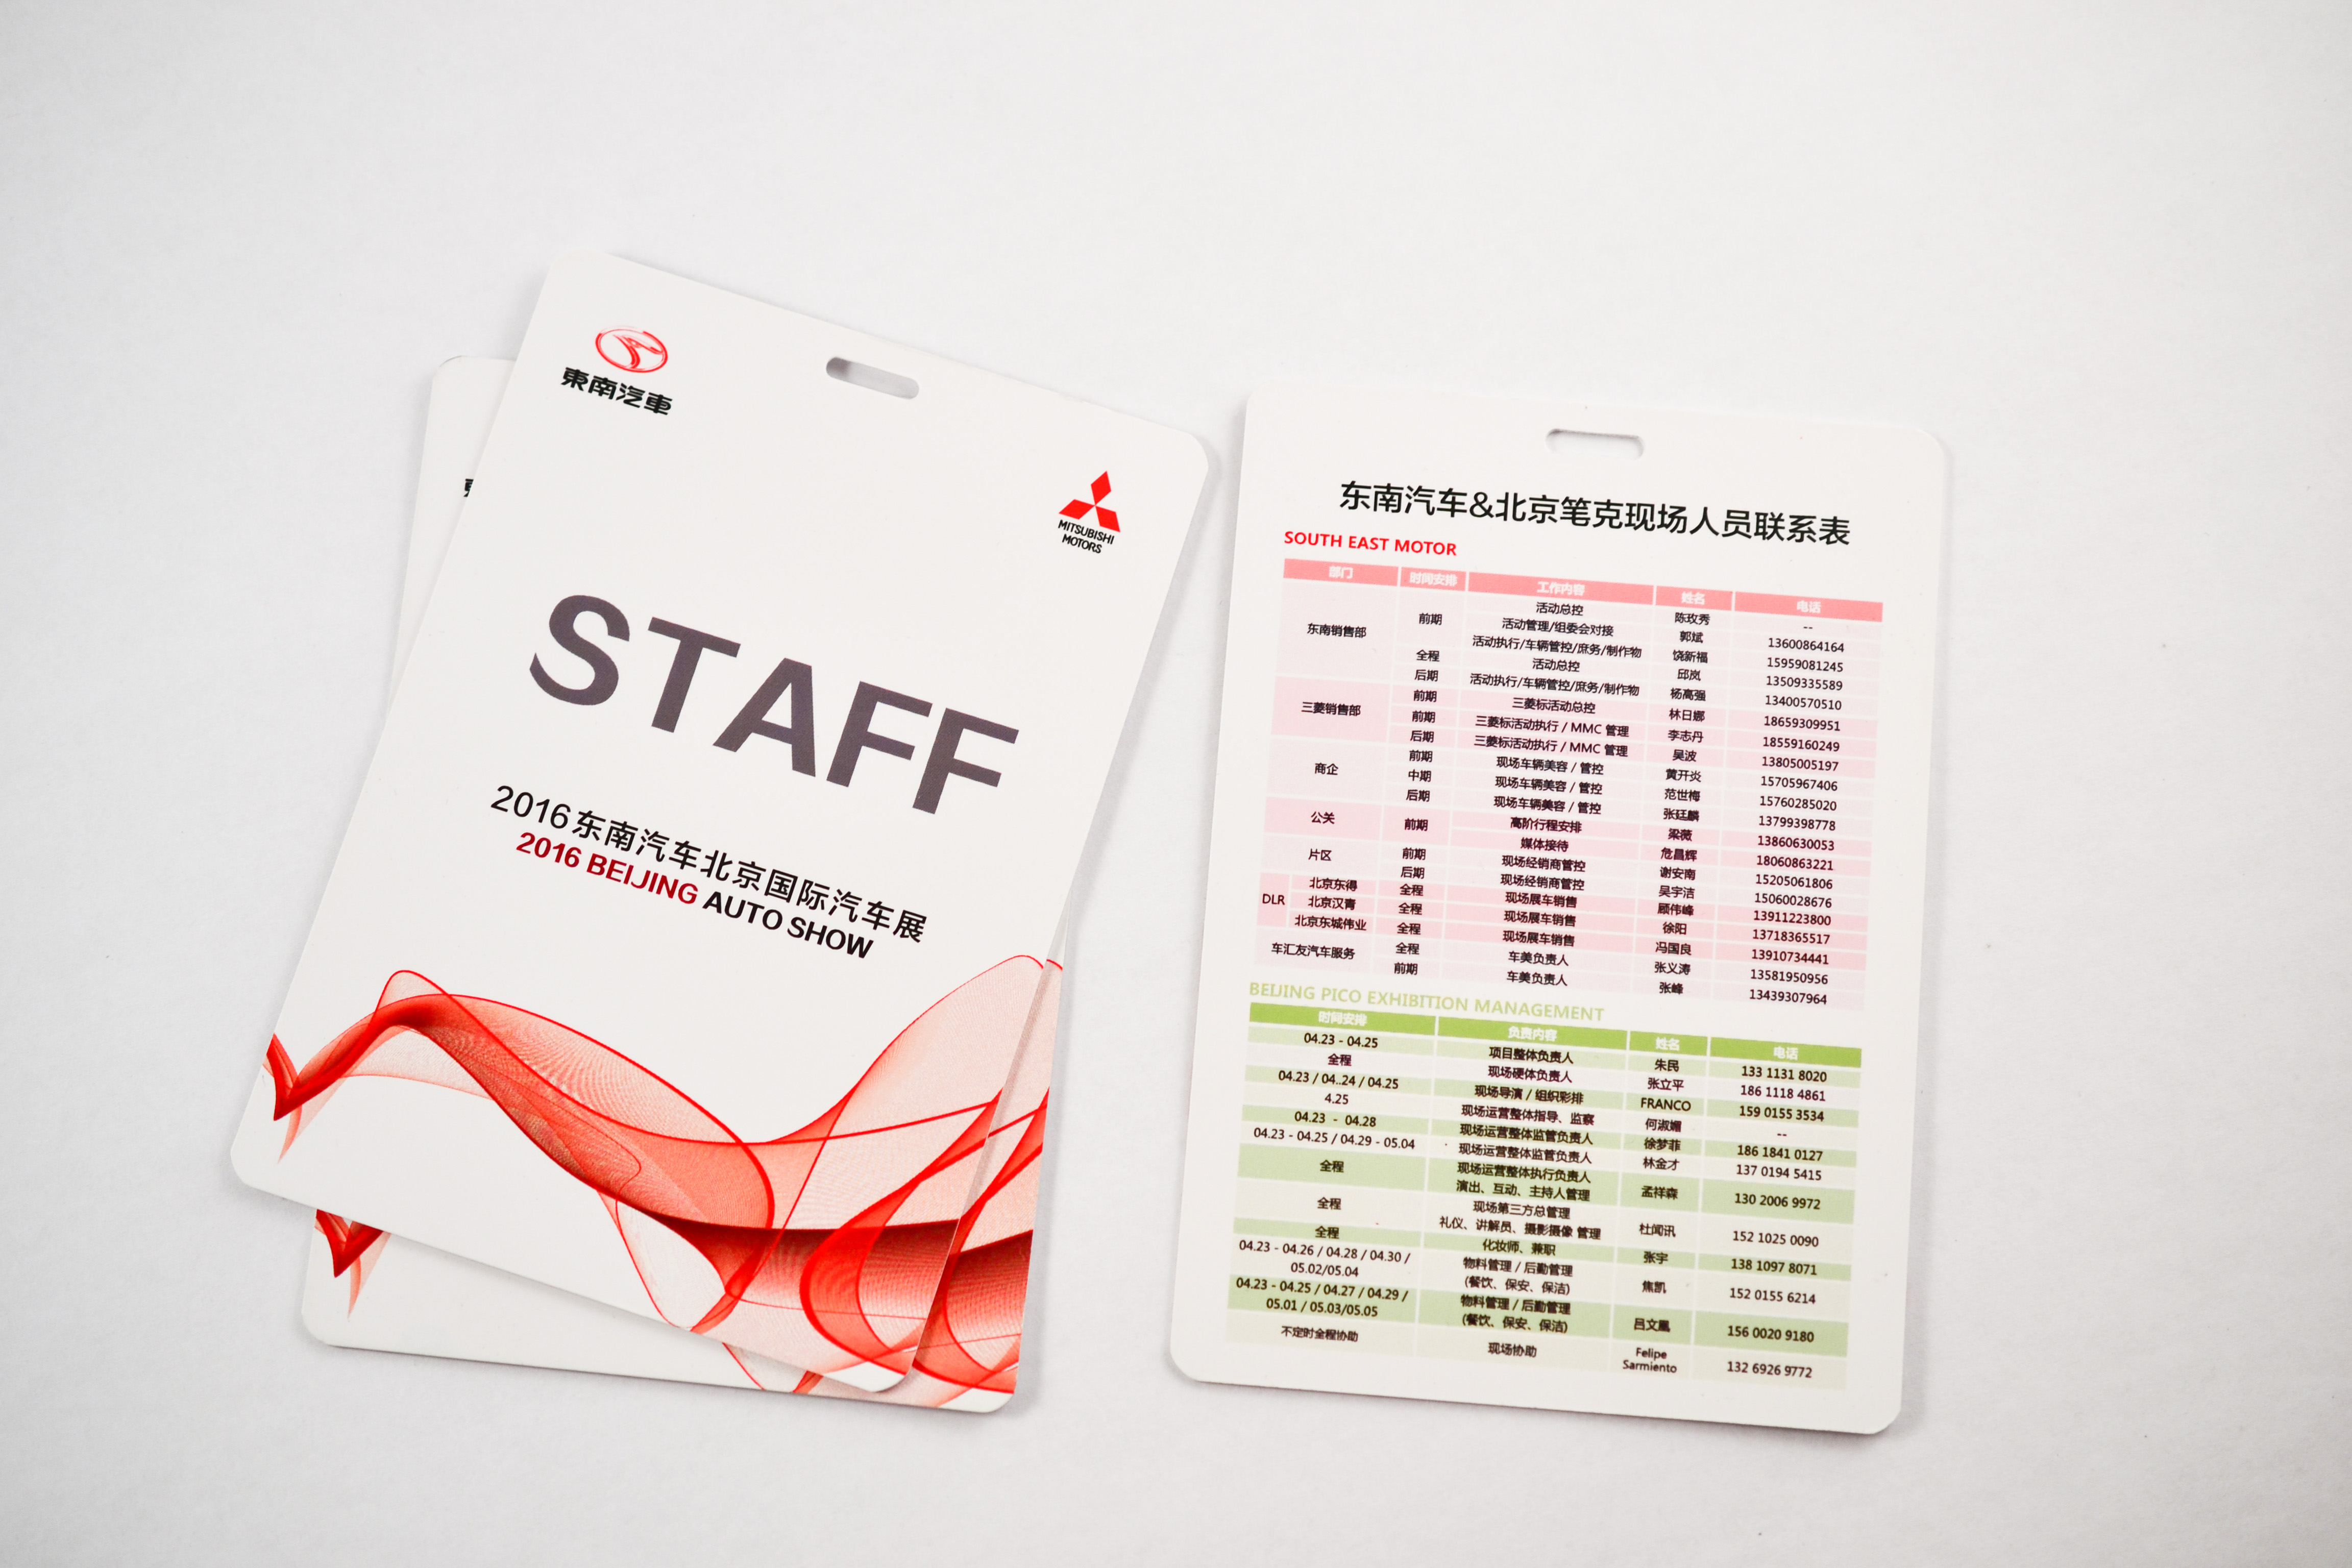 東南汽車
MITSUBISHI
MOTORS
STAFF
2016东南汽车北京国际汽车展
2016 BEIJING AUTO SHOW
东南汽车&北京笔克现场人员联系表
SOUTH EAST MOTOR
部门 时间安排 工作内容 姓名 电话
东南销售部 前期 活动总控 陈玫秀 --
活动管理/组委会对接 郭斌 13600864164
活动执行/车辆管控/庶务/制作物 饶新福 15959081245
全程 活动总控 邱岚 13509335589
后期 活动执行/车辆管控/庶务/制作物 杨高强 13400570510
三菱销售部 前期 三菱标活动总控 林日娜 18659309951
前期 三菱标活动执行 / MMC 管理 李志丹 18559160249
后期 三菱标活动执行 / MMC 管理 吴波 13805005197
商企 前期 现场车辆美容 / 管控 黄开炎 15705967406
中期 现场车辆美容 / 管控 范世梅 15760285020
后期 现场车辆美容 / 管控 张廷麟 13799398778
公关 前期 高阶行程安排 梁薇 13860630053
媒体接待 危昌辉 18060863221
片区 前期 现场经销商管控 谢安南 15205061806
后期 现场经销商管控 吴宇洁 15060028676
DLR 北京东得 全程 现场展车销售 顾伟峰 13911223800
北京汉青 全程 现场展车销售 徐阳 13718365517
北京东城伟业 全程 现场展车销售 冯国良 13910734441
车汇友汽车服务 全程 车美负责人 张义涛 13581950956
前期 车美负责人 张峰 13439307964
BEIJING PICO EXHIBITION MANAGEMENT
时间安排 负责内容 姓名 电话
04.23 - 04.25 项目整体负责人 朱民 133 1131 8020
全程 现场硬体负责人 张立平 186 1118 4861
04.23 / 04..24 / 04.25 现场导演 / 组织彩排 FRANCO 159 0155 3534
4.25 现场运营整体指导、监察 何淑媚 --
04.23 - 04.28 现场运营整体监管负责人 徐梦菲 186 1841 0127
04.23 - 04.25 / 04.29 - 05.04 现场运营整体监管负责人 林金才 137 0194 5415
全程 现场运营整体执行负责人 孟祥森 130 2006 9972
演出、互动、主持人管理
全程 现场第三方总管理 杜闻讯 152 1025 0090
礼仪、讲解员、摄影摄像 管理
全程 化妆师、兼职 张宇 138 1097 8071
04.23 - 04.26 / 04.28 / 04.30 / 物料管理 / 后勤管理 焦凯 152 0155 6214
05.02/05.04 (餐饮、保安、保洁)
04.23 - 04.25 / 04.27 / 04.29 / 物料管理 / 后勤管理 吕文凰 156 0020 9180
05.01 / 05.03/05.05 (餐饮、保安、保洁)
不定时全程协助 现场协助 Felipe 132 6926 9772
Sarmiento